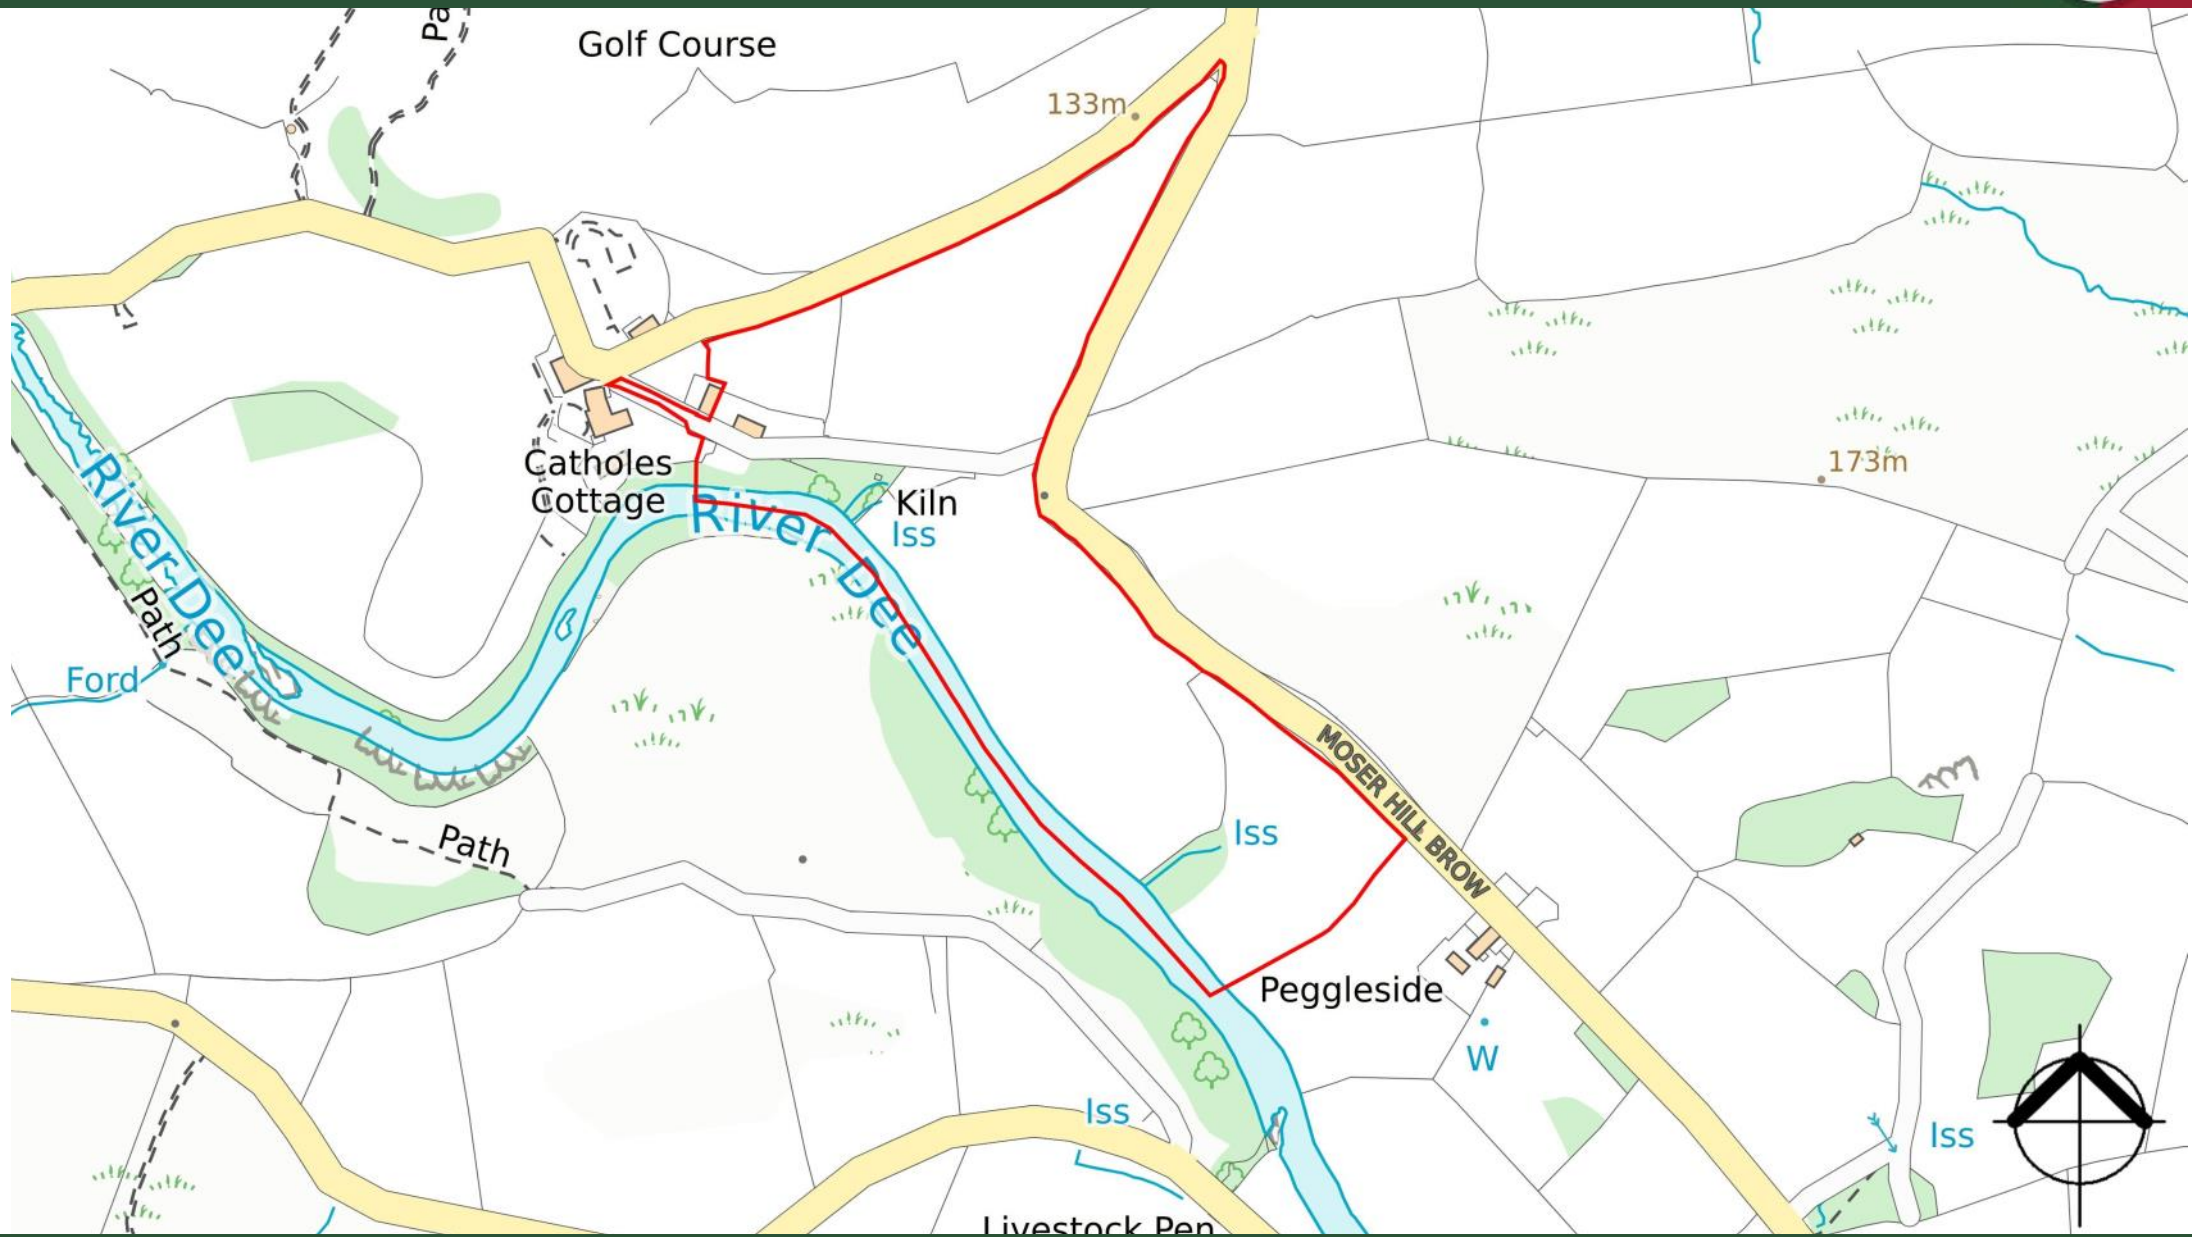 Pa
Golf Course
133m
173m
Catholes
Cottage
Kiln
Iss
River Dee
River Dee
Path
Ford
MOSER HILL BROW
Iss
Path
Peggleside
W
Iss
Iss
Livestock Pen